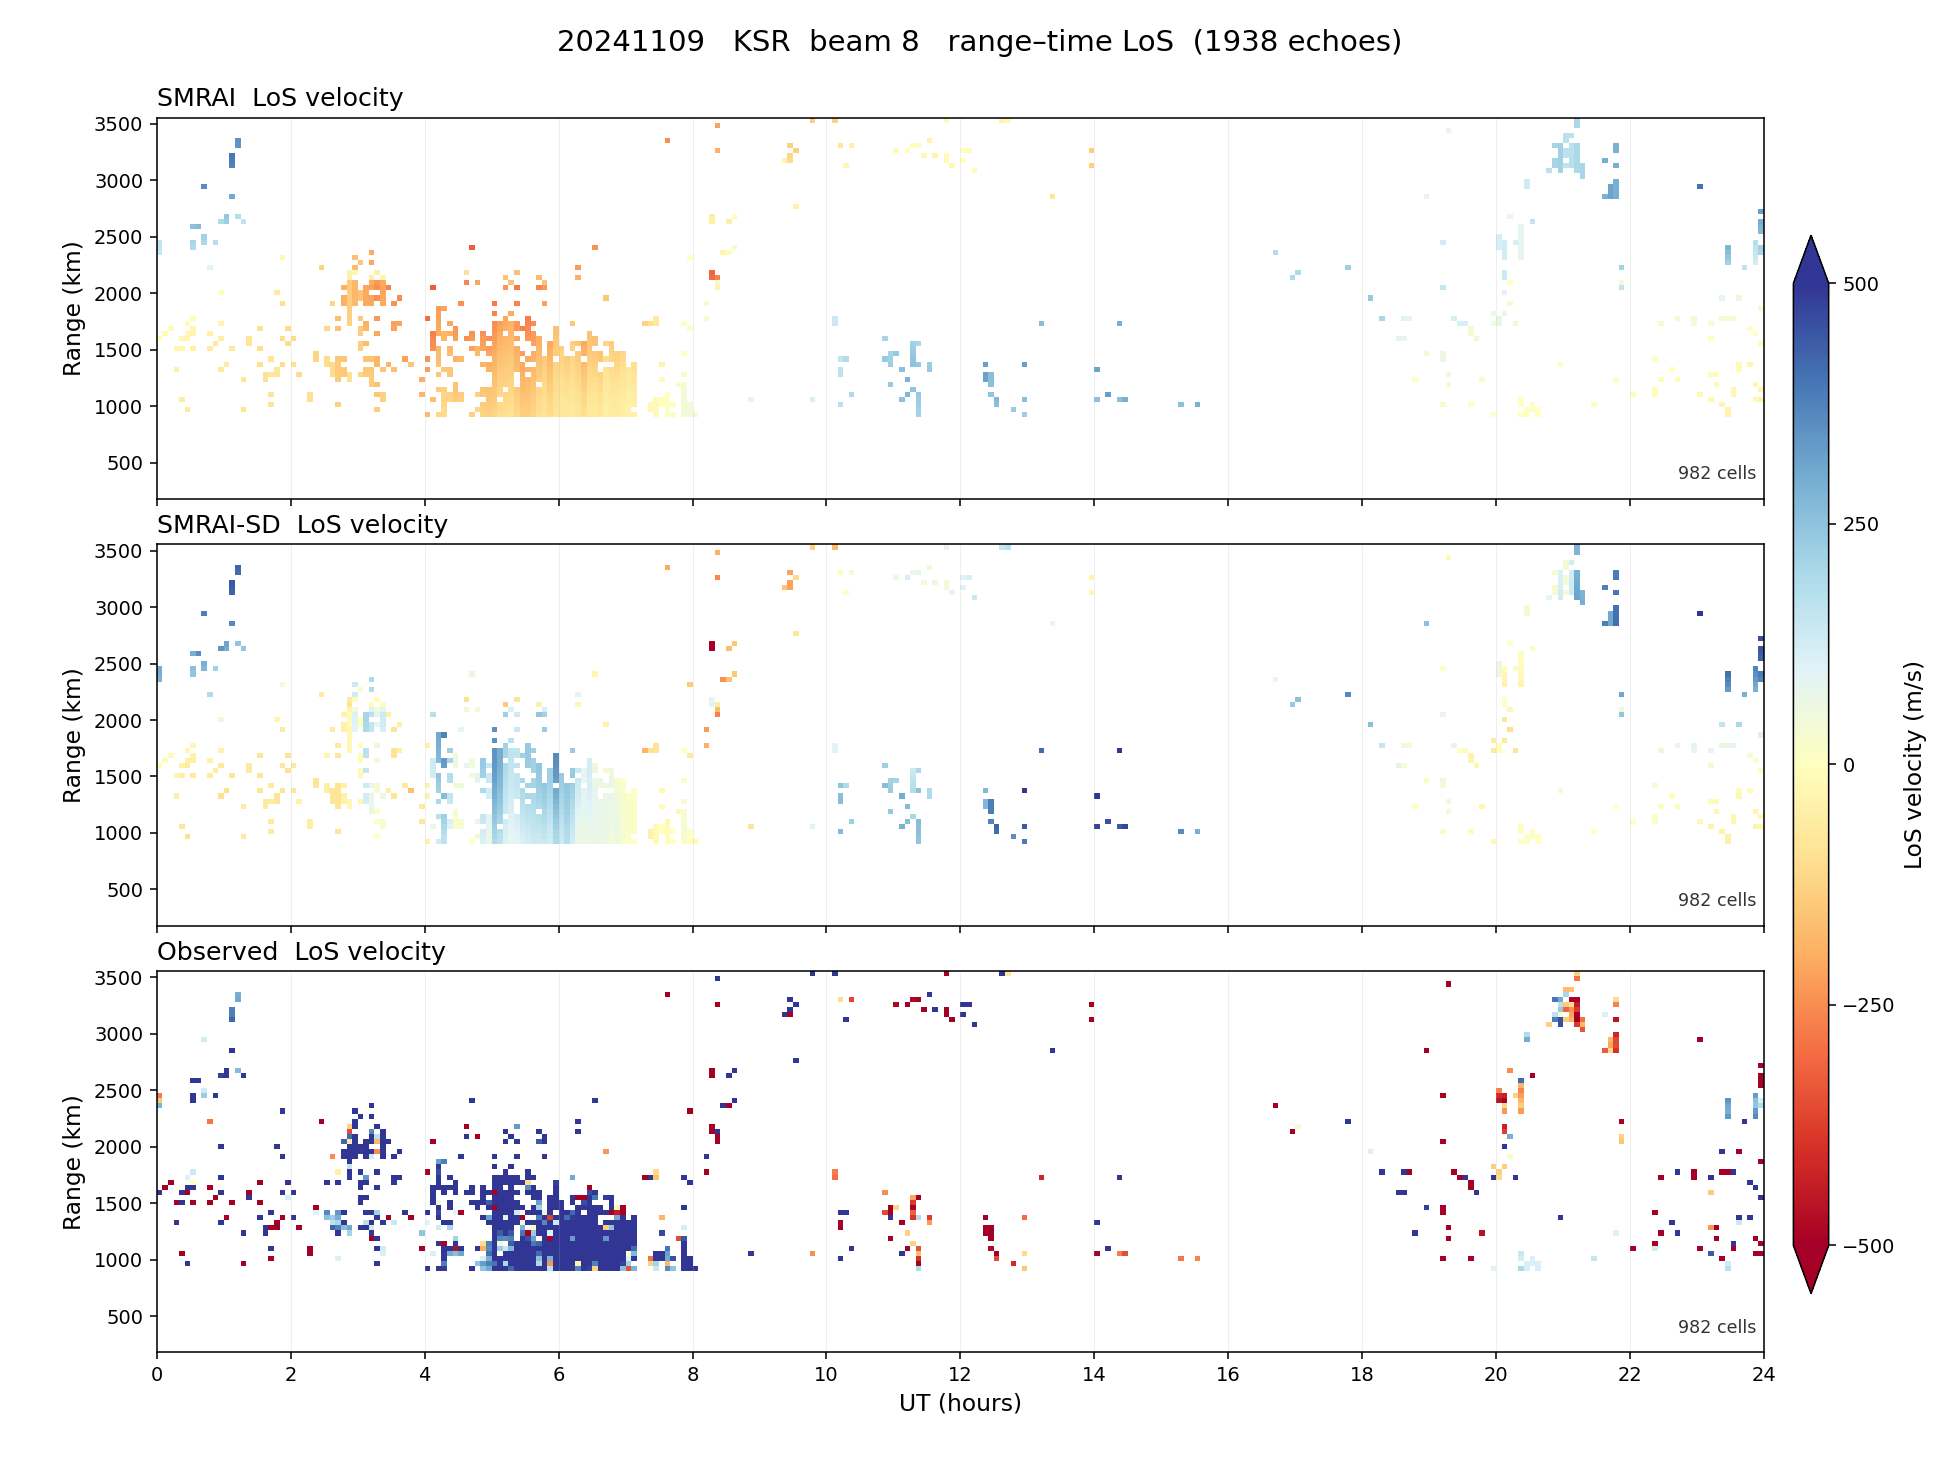 20241109   KSR  beam 8   range–time LoS  (1938 echoes)
SMRAI  LoS velocity
3500
3000
2500
2000
1500
1000
500
Range (km)
982 cells
SMRAI-SD  LoS velocity
3500
3000
2500
2000
1500
1000
500
Range (km)
982 cells
Observed  LoS velocity
3500
3000
2500
2000
1500
1000
500
Range (km)
982 cells
0 2 4 6 8 10 12 14 16 18 20 22 24
UT (hours)
500
250
0
−250
−500
LoS velocity (m/s)